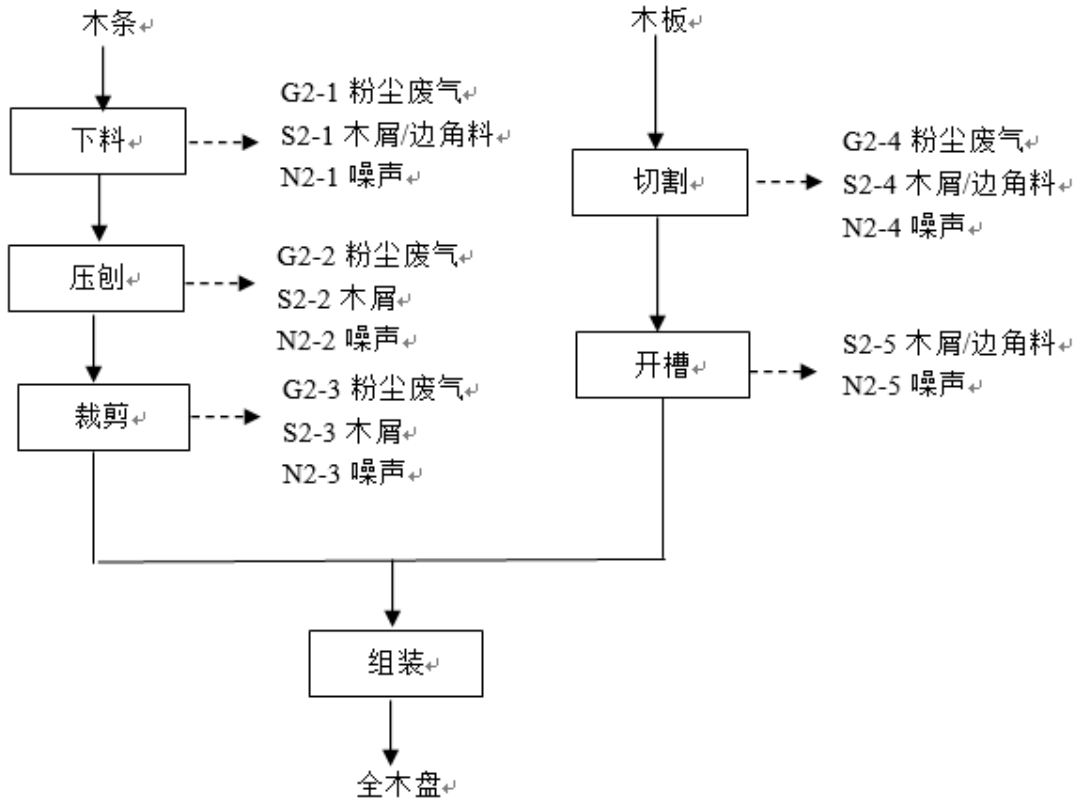 木条
下料
G2-1 粉尘废气
S2-1 木屑/边角料
N2-1 噪声
压刨
G2-2 粉尘废气
S2-2 木屑
N2-2 噪声
裁剪
G2-3 粉尘废气
S2-3 木屑
N2-3 噪声
木板
切割
G2-4 粉尘废气
S2-4 木屑/边角料
N2-4 噪声
开槽
S2-5 木屑/边角料
N2-5 噪声
组装
全木盘